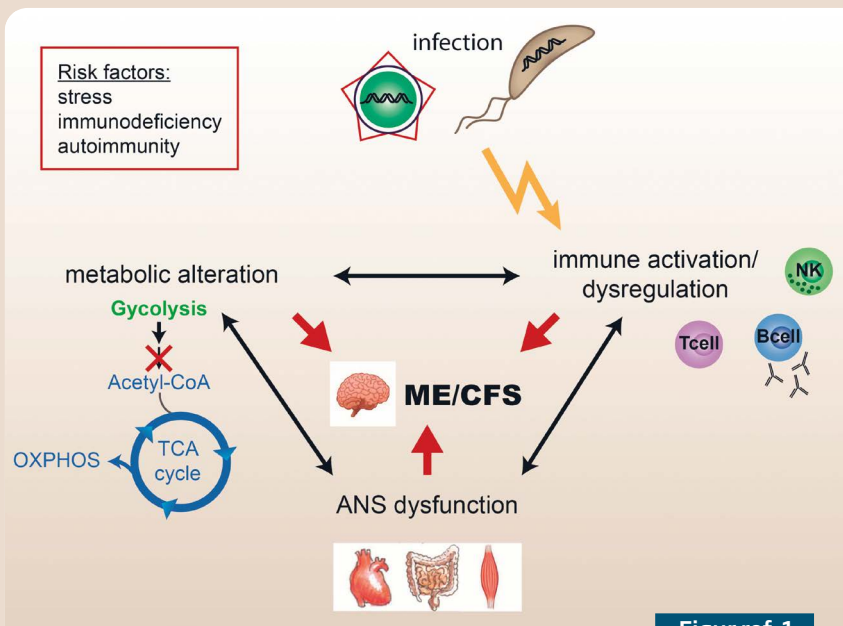 infection
Risk factors:
stress
immunodeficiency
autoimmunity
metabolic alteration
immune activation/
dysregulation
NK
Gycolysis
Tcell
Bcell
Acetyl-CoA
ME/CFS
OXPHOS
TCA
cycle
ANS dysfunction